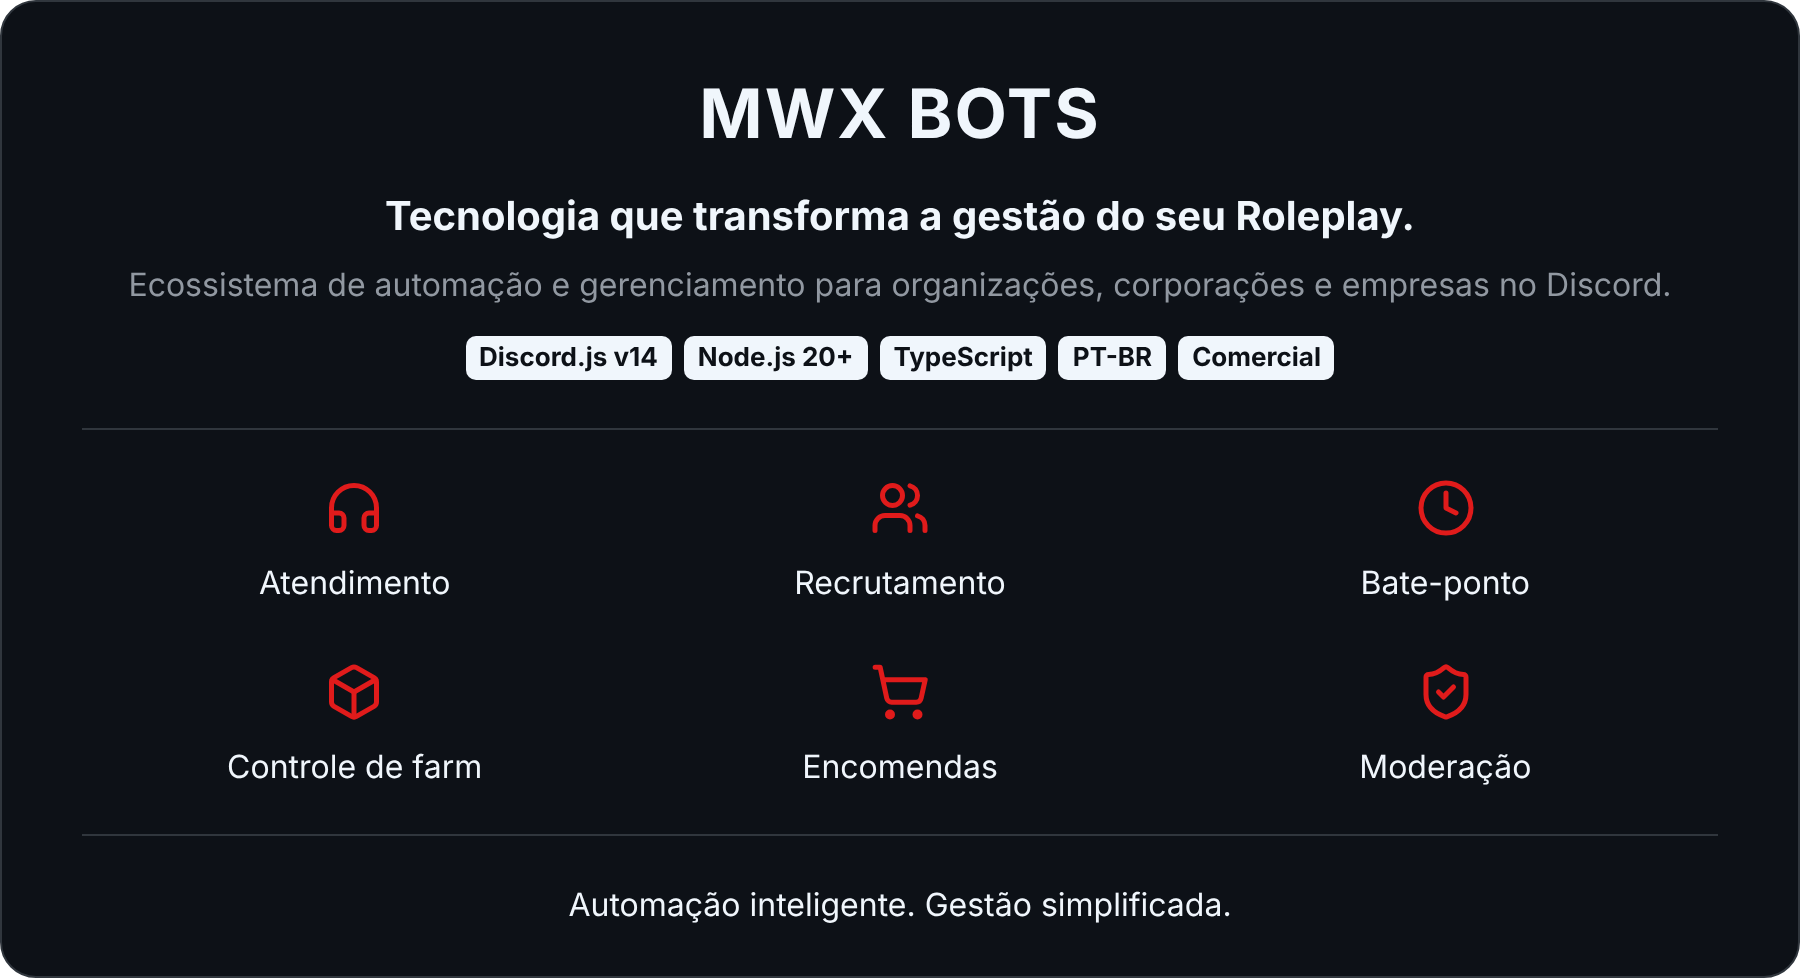 MWX BOTS
Tecnologia que transforma a gestão do seu Roleplay.
Ecossistema de automação e gerenciamento para organizações, corporações e empresas no Discord.
Discord.js v14 Node.js 20+ TypeScript PT-BR Comercial
Atendimento Recrutamento Bate-ponto
Controle de farm Encomendas Moderação
Automação inteligente. Gestão simplificada.